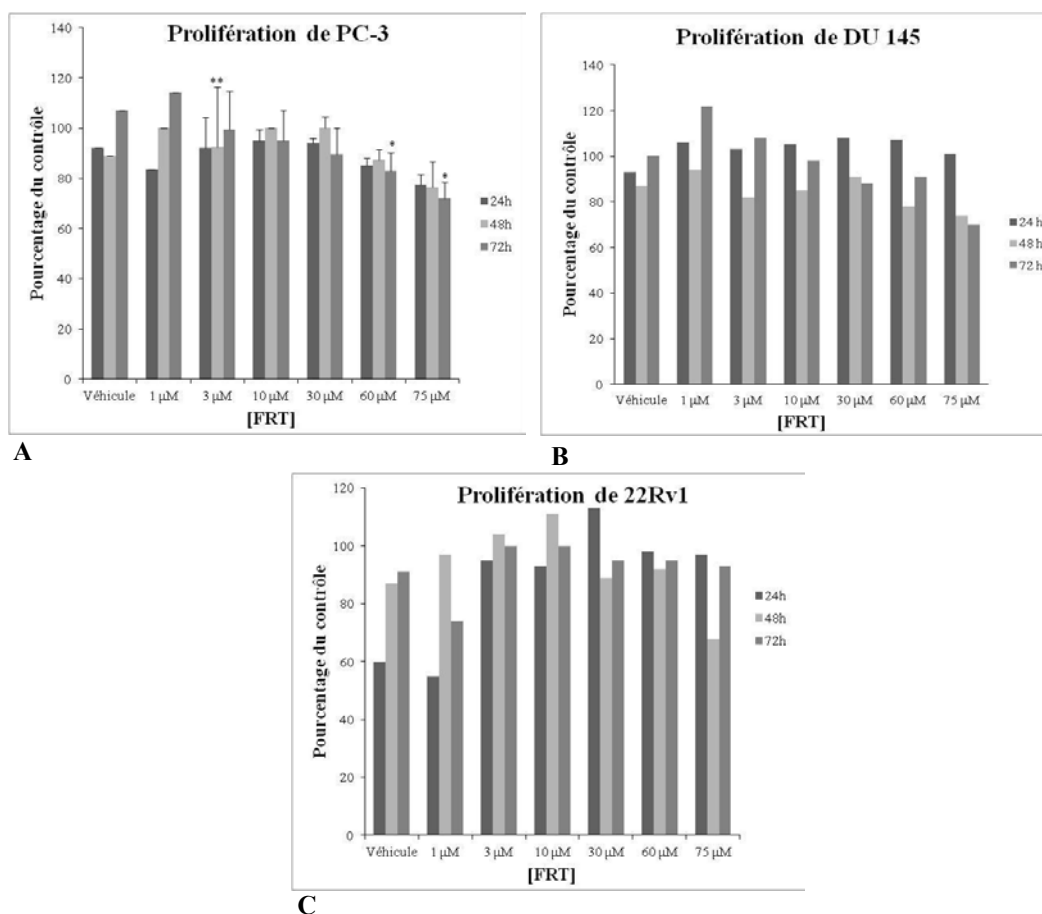 Prolifération de PC-3
Pourcentage du contrôle
140
120
100
80
60
40
20
0
**
*
*
24h
48h
72h
Véhicule 1 µM 3 µM 10 µM 30 µM 60 µM 75 µM
[FRT]
A
Prolifération de DU 145
Pourcentage du contrôle
140
120
100
80
60
40
20
0
24 h
48 h
72 h
Véhicule 1 µM 3 µM 10 µM 30 µM 60 µM 75 µM
[FRT]
B
Prolifération de 22Rv1
Pourcentage du contrôle
120
100
80
60
40
20
0
24h
48h
72h
Véhicule 1 µM 3 µM 10 µM 30 µM 60 µM 75 µM
[FRT]
C